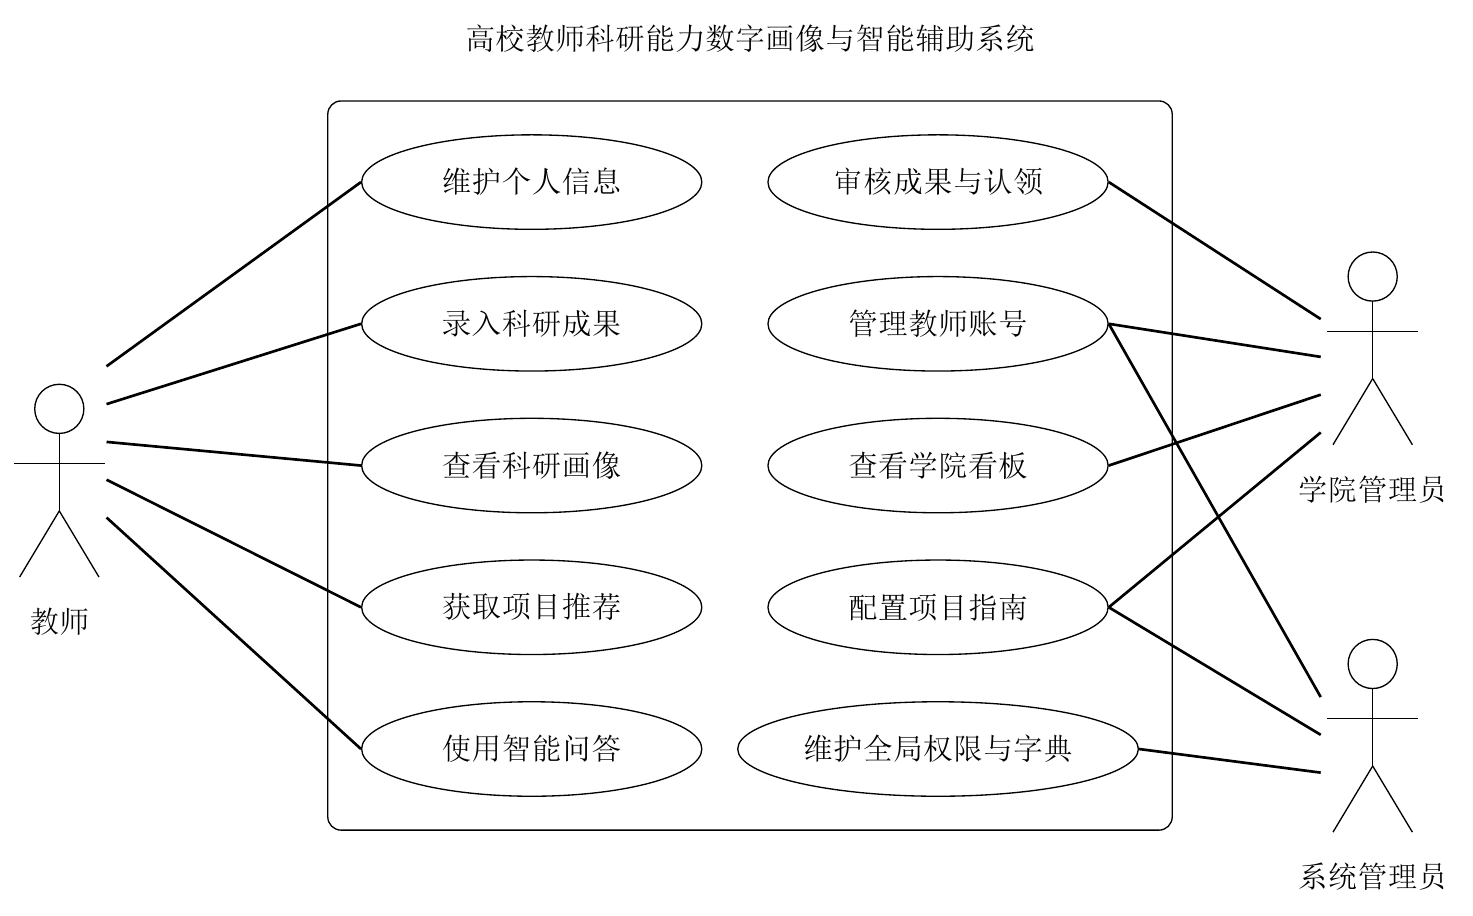 高校教师科研能力数字画像与智能辅助系统
维护个人信息
审核成果与认领
录入科研成果
管理教师账号
查看科研画像
查看学院看板
学院管理员
获取项目推荐
配置项目指南
教师
使用智能问答
维护全局权限与字典
系统管理员